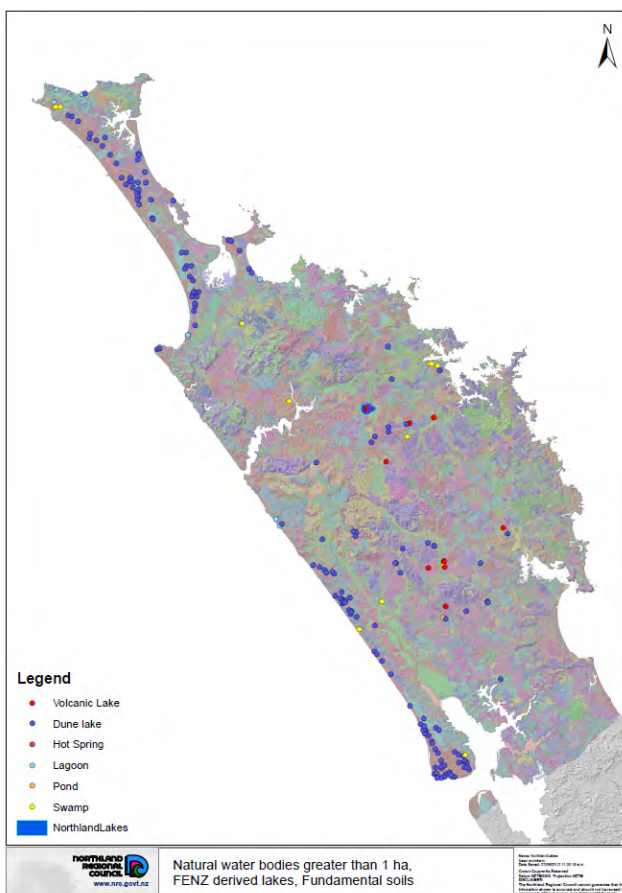 N
Legend
Volcanic Lake
Dune lake
Hot Spring
Lagoon
Pond
Swamp
NorthlandLakes
NORTHLAND
REGIONAL
COUNCIL
www.nrc.govt.nz
Natural water bodies greater than 1 ha,
FENZ derived lakes, Fundamental soils